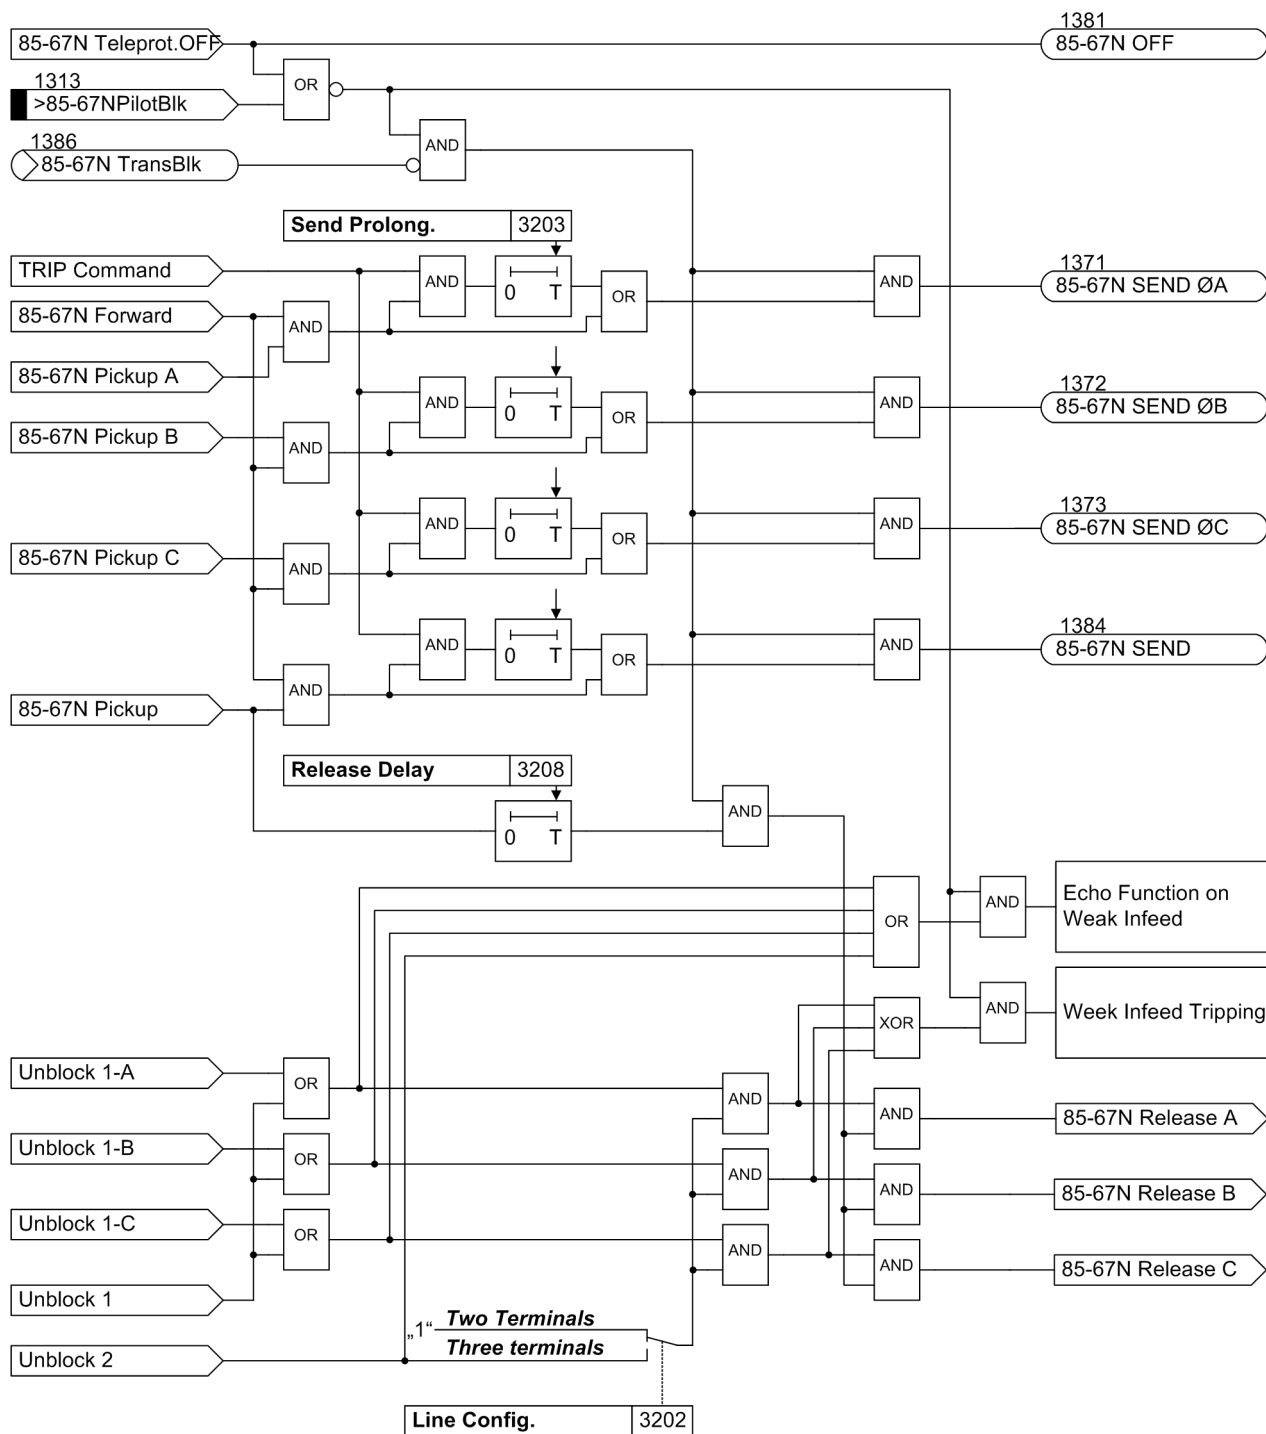 1381
85-67N Teleprot.OFF
85-67N OFF
1313
OR
>85-67NPilotBlk
1386
AND
85-67N TransBlk
Send Prolong. 3203
1371
TRIP Command
AND
0 T
OR
AND
85-67N SEND ØA
85-67N Forward
AND
85-67N Pickup A
1372
AND
0 T
OR
AND
85-67N SEND ØB
85-67N Pickup B
AND
1373
AND
0 T
OR
AND
85-67N SEND ØC
85-67N Pickup C
AND
1384
AND
0 T
OR
AND
85-67N SEND
85-67N Pickup
AND
Release Delay 3208
0 T
AND
OR
AND
Echo Function on
Weak Infeed
XOR
AND
Week Infeed Tripping
Unblock 1-A
OR
AND
AND
85-67N Release A
Unblock 1-B
OR
AND
AND
85-67N Release B
Unblock 1-C
OR
AND
AND
85-67N Release C
Unblock 1
„1“
Two Terminals
Three terminals
Unblock 2
Line Config. 3202